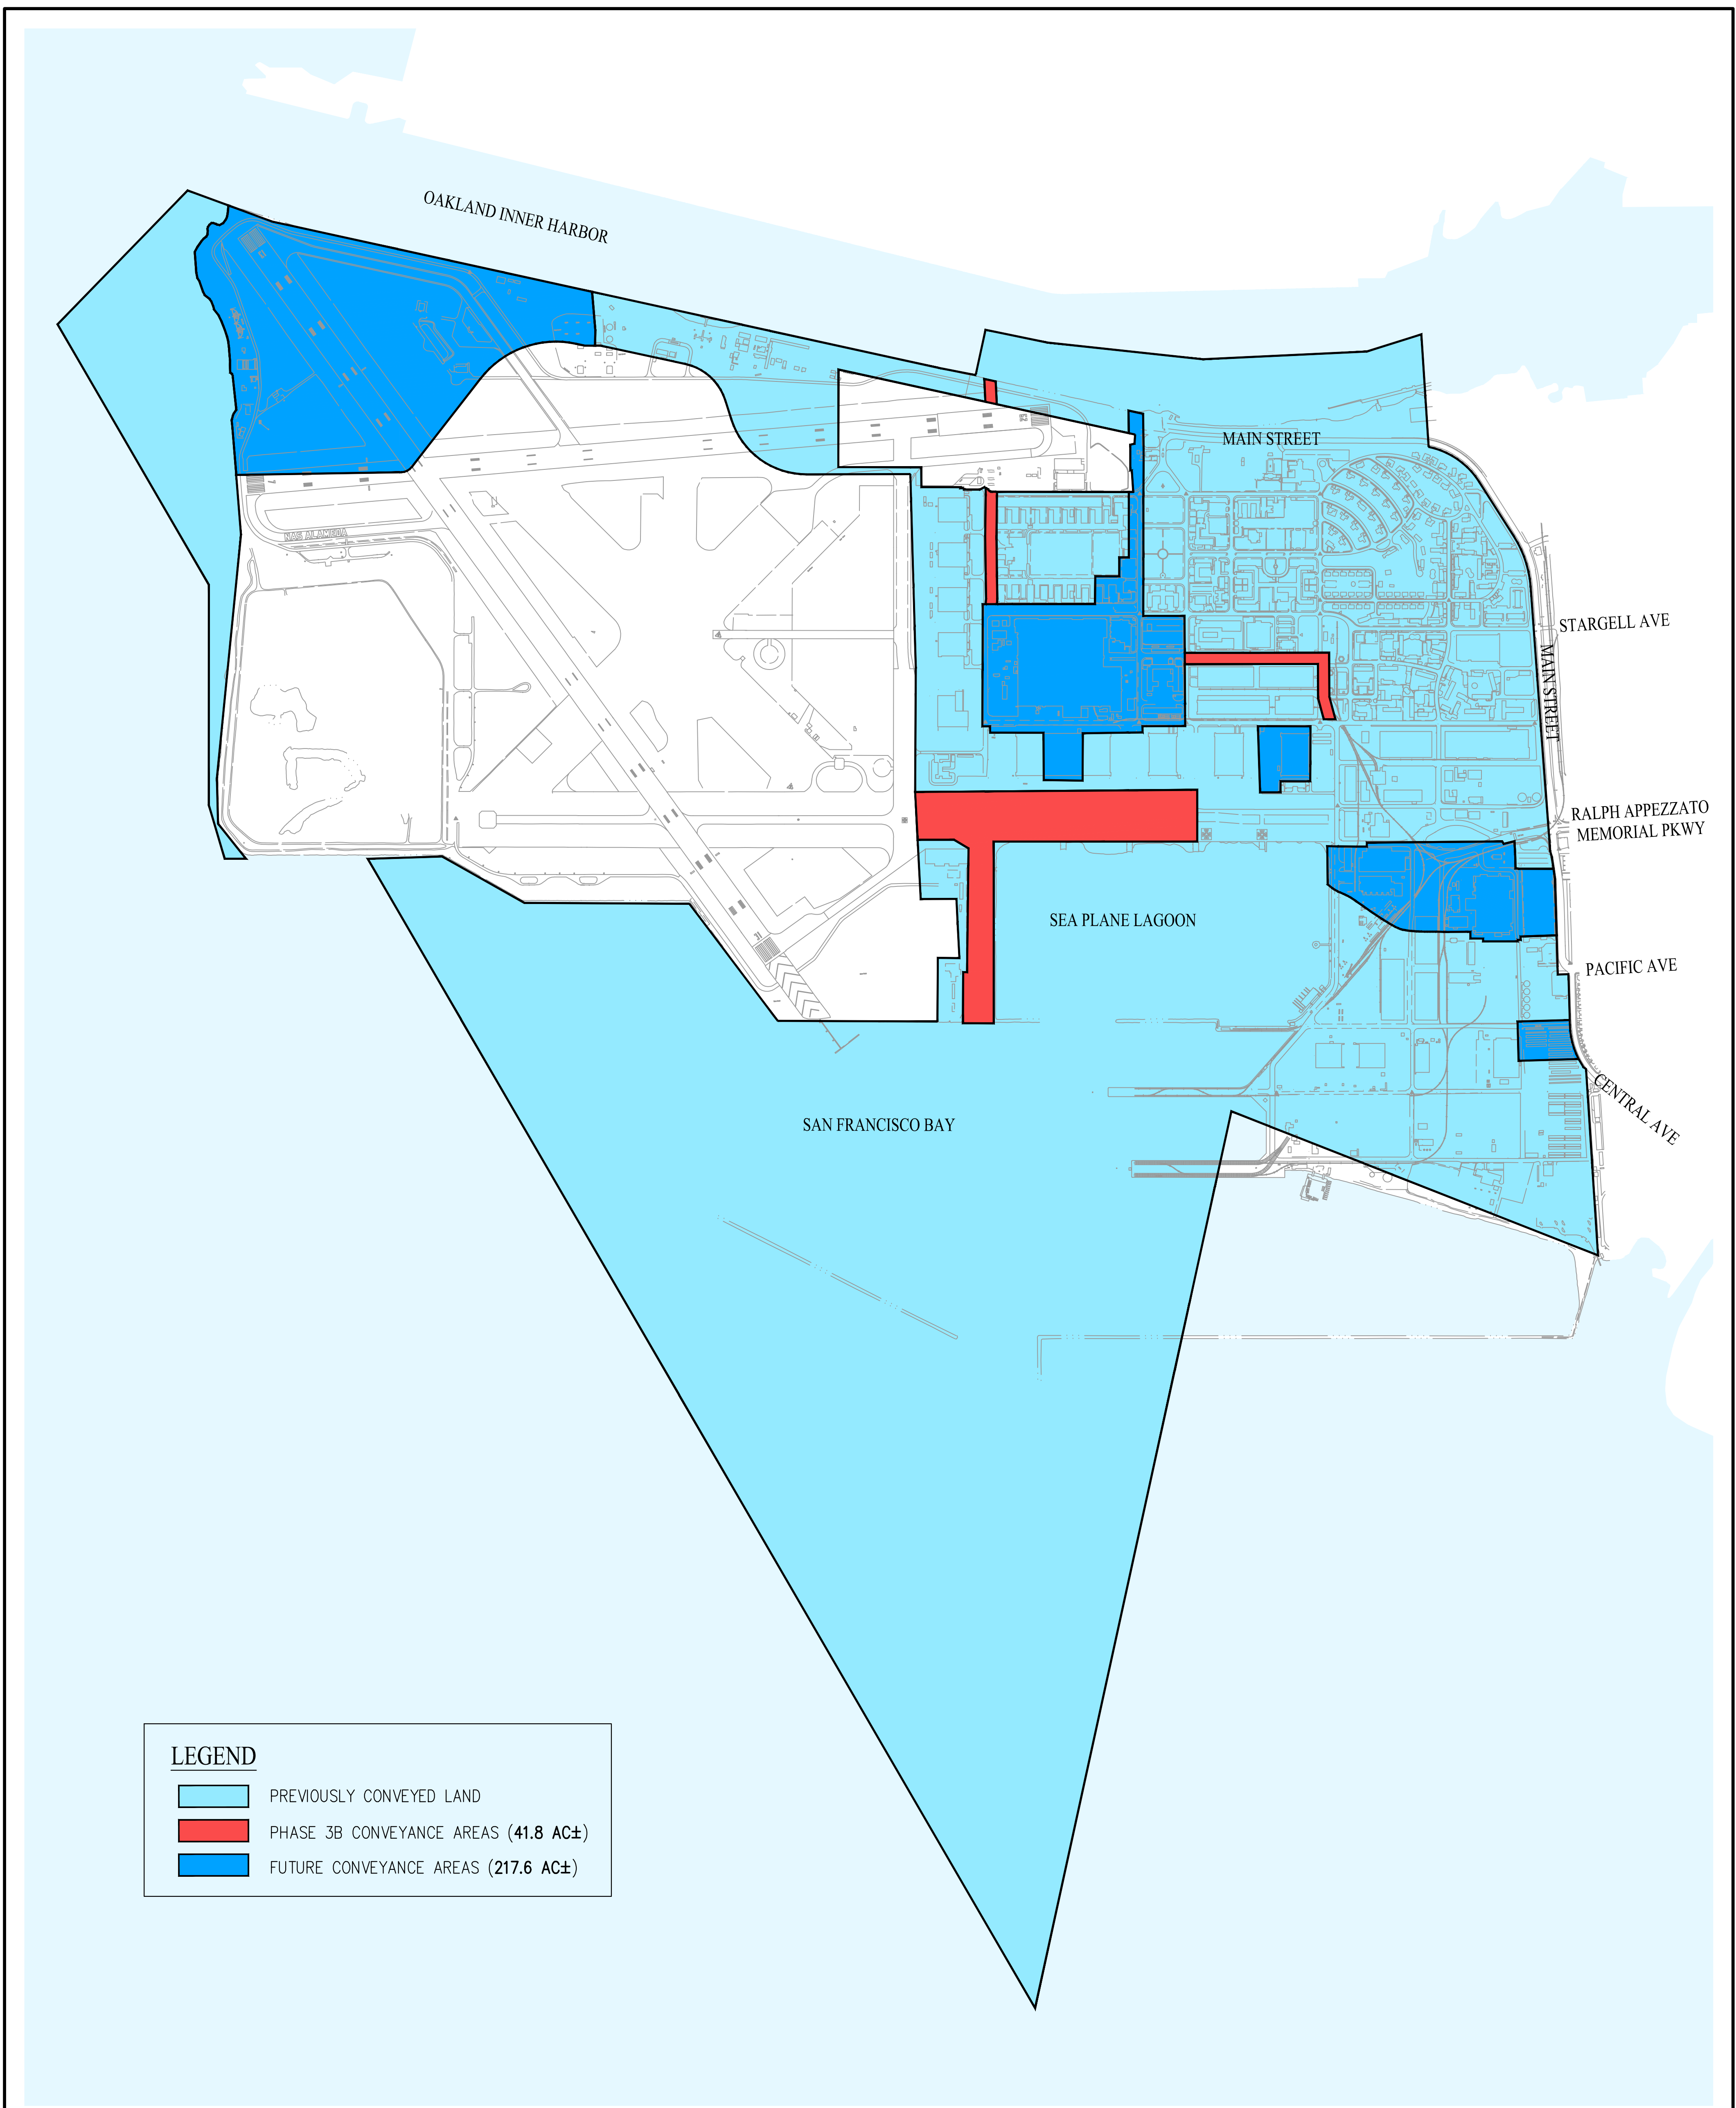 OAKLAND INNER HARBOR
MAIN STREET
NAS ALAMEDA
STARGELL AVE
MAIN STREET
RALPH APPEZZATO
MEMORIAL PKWY
SEA PLANE LAGOON
PACIFIC AVE
CENTRAL AVE
SAN FRANCISCO BAY
LEGEND
PREVIOUSLY CONVEYED LAND
PHASE 3B CONVEYANCE AREAS (41.8 AC±)
FUTURE CONVEYANCE AREAS (217.6 AC±)